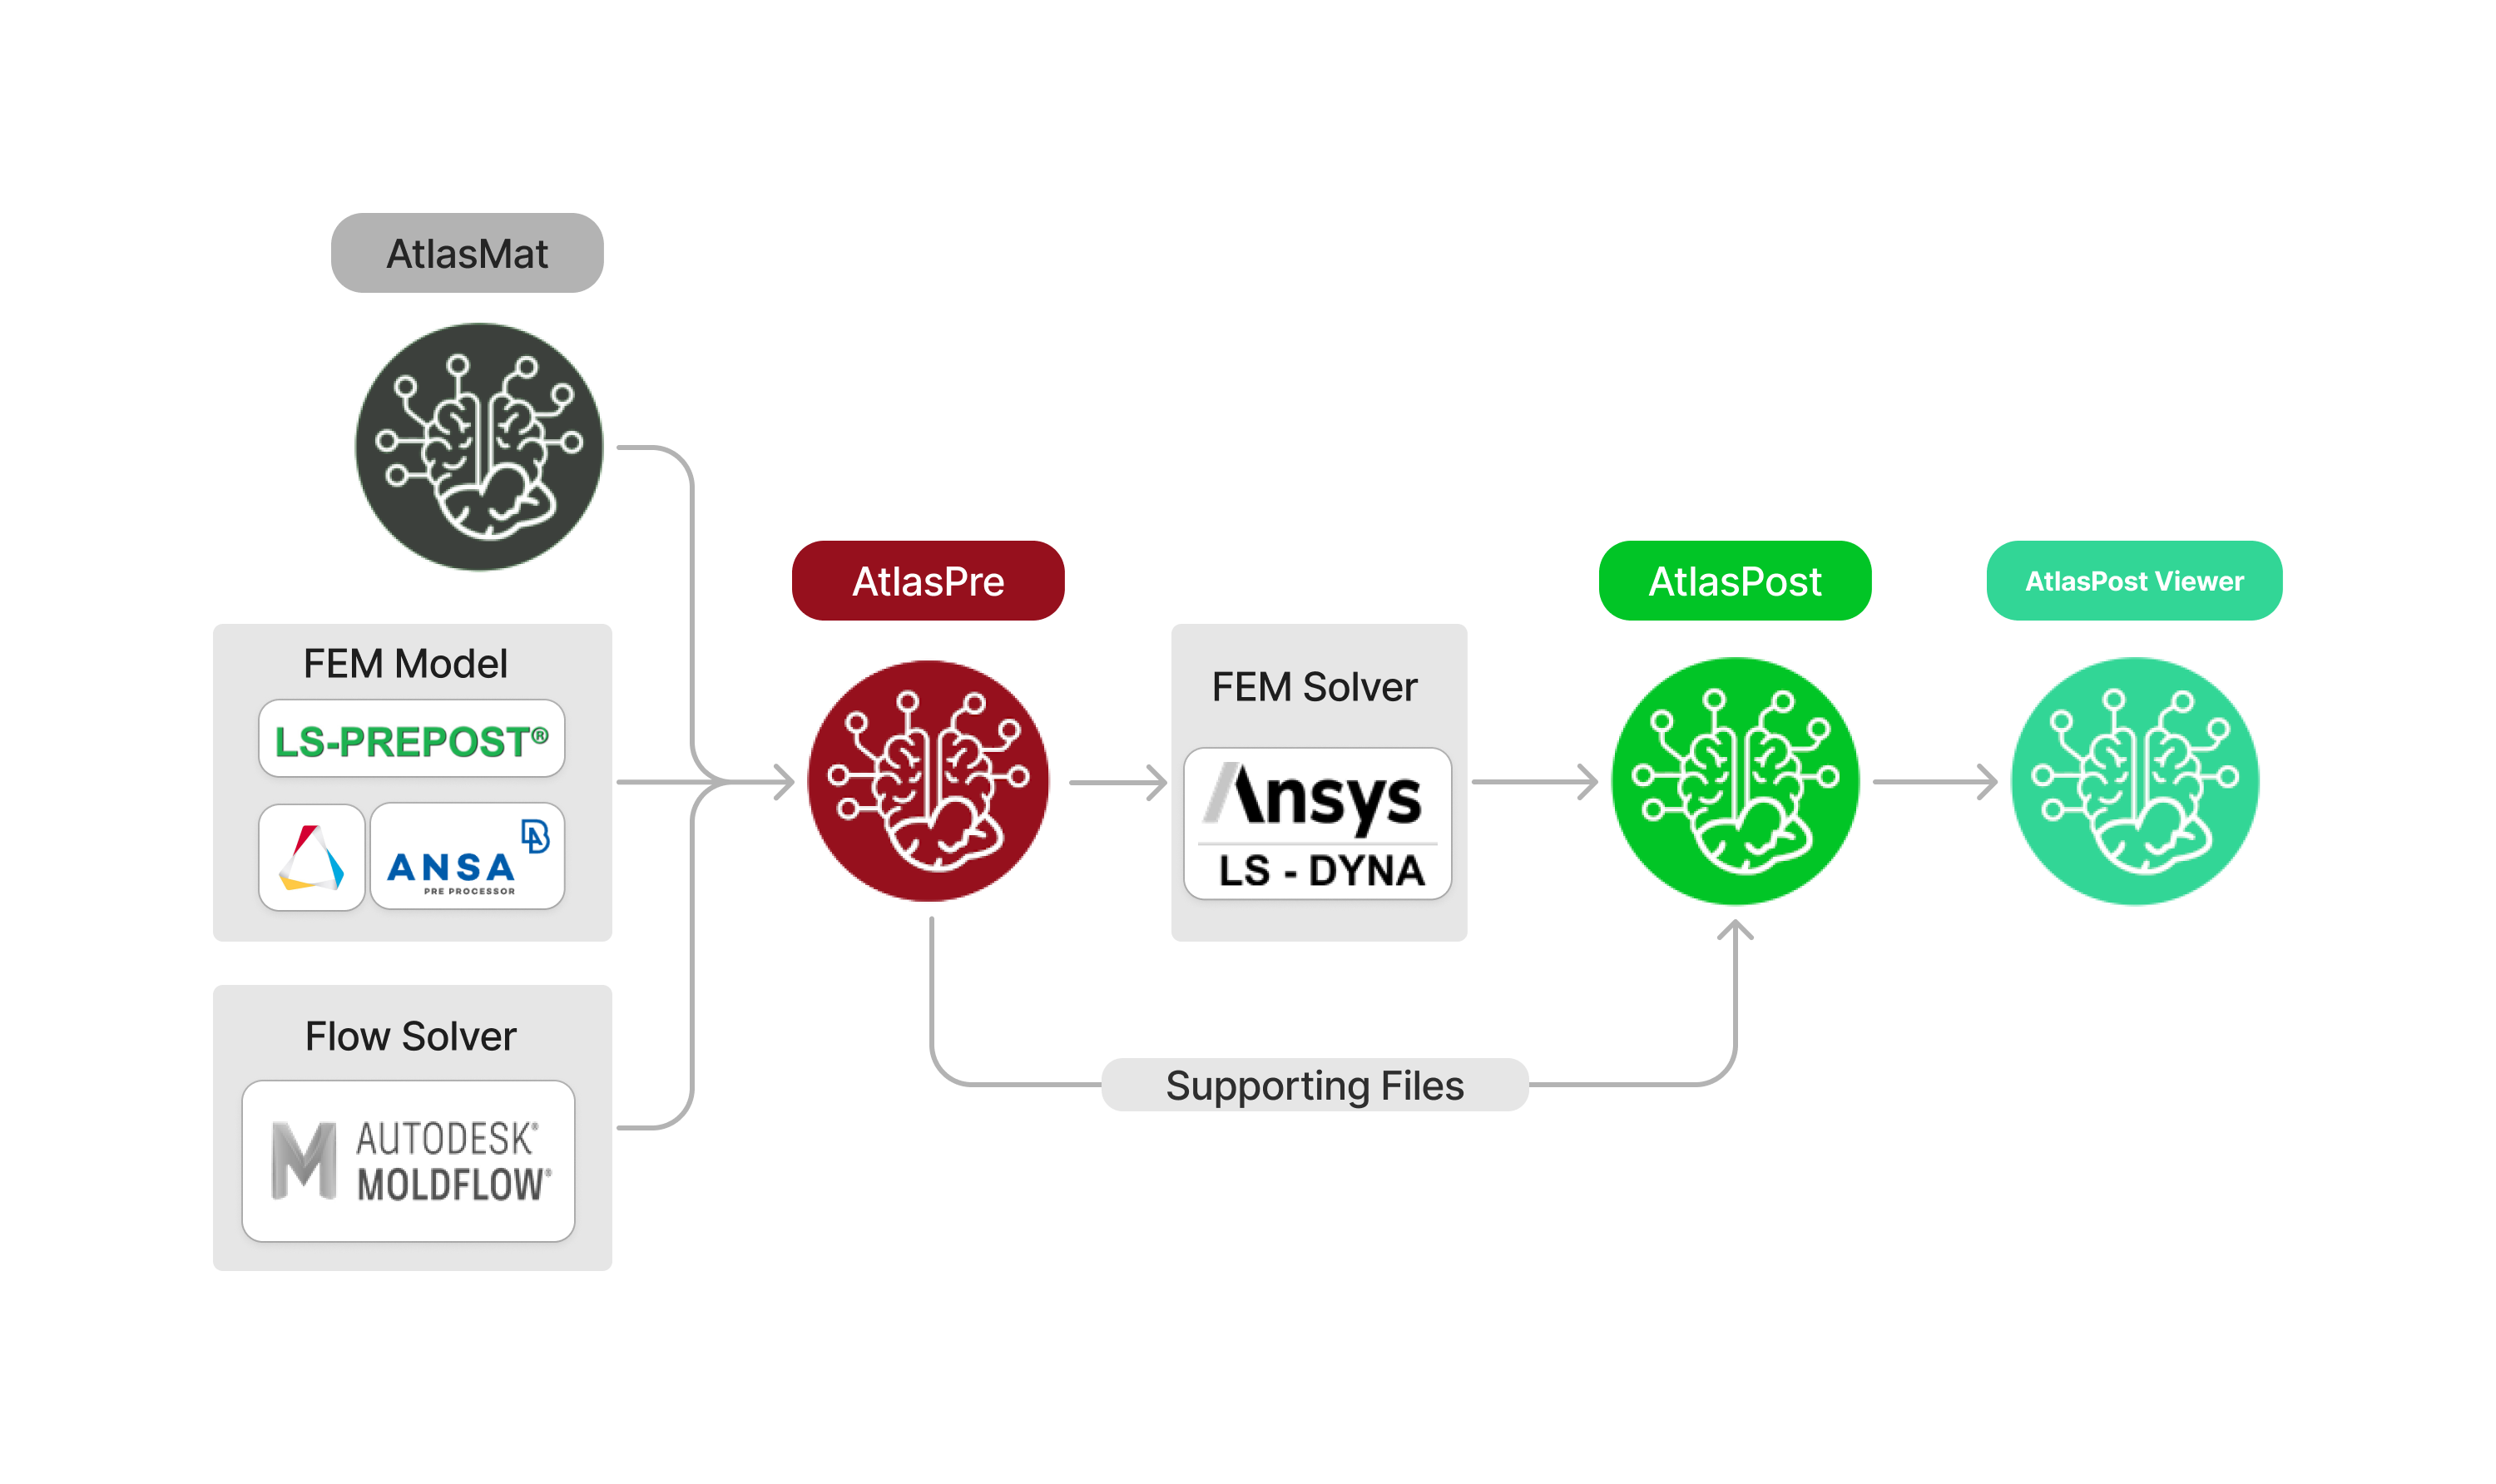 AtlasMat
FEM Model
LS-PREPOST®
ANSA
PRE PROCESSOR
Flow Solver
AUTODESK®
MOLDFLOW®
AtlasPre
FEM Solver
Ansys
LS - DYNA
Supporting Files
AtlasPost
AtlasPost Viewer